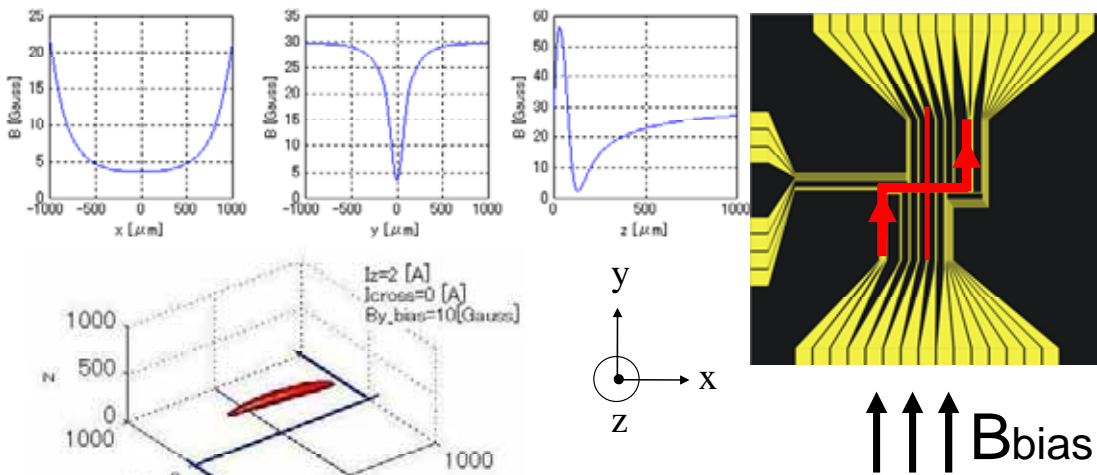 B [Gauss]
25
20
15
10
5
0
-1000 -500 0 500 1000
x [μm]
B [Gauss]
35
30
25
20
15
10
5
0
-1000 -500 0 500 1000
y [μm]
B [Gauss]
60
50
40
30
20
10
0
0 500 1000
z [μm]
Iz=2 [A]
Icross=0 [A]
By_bias=10[Gauss]
z
1000
500
0
1000
1000
y
x
z
Bbias